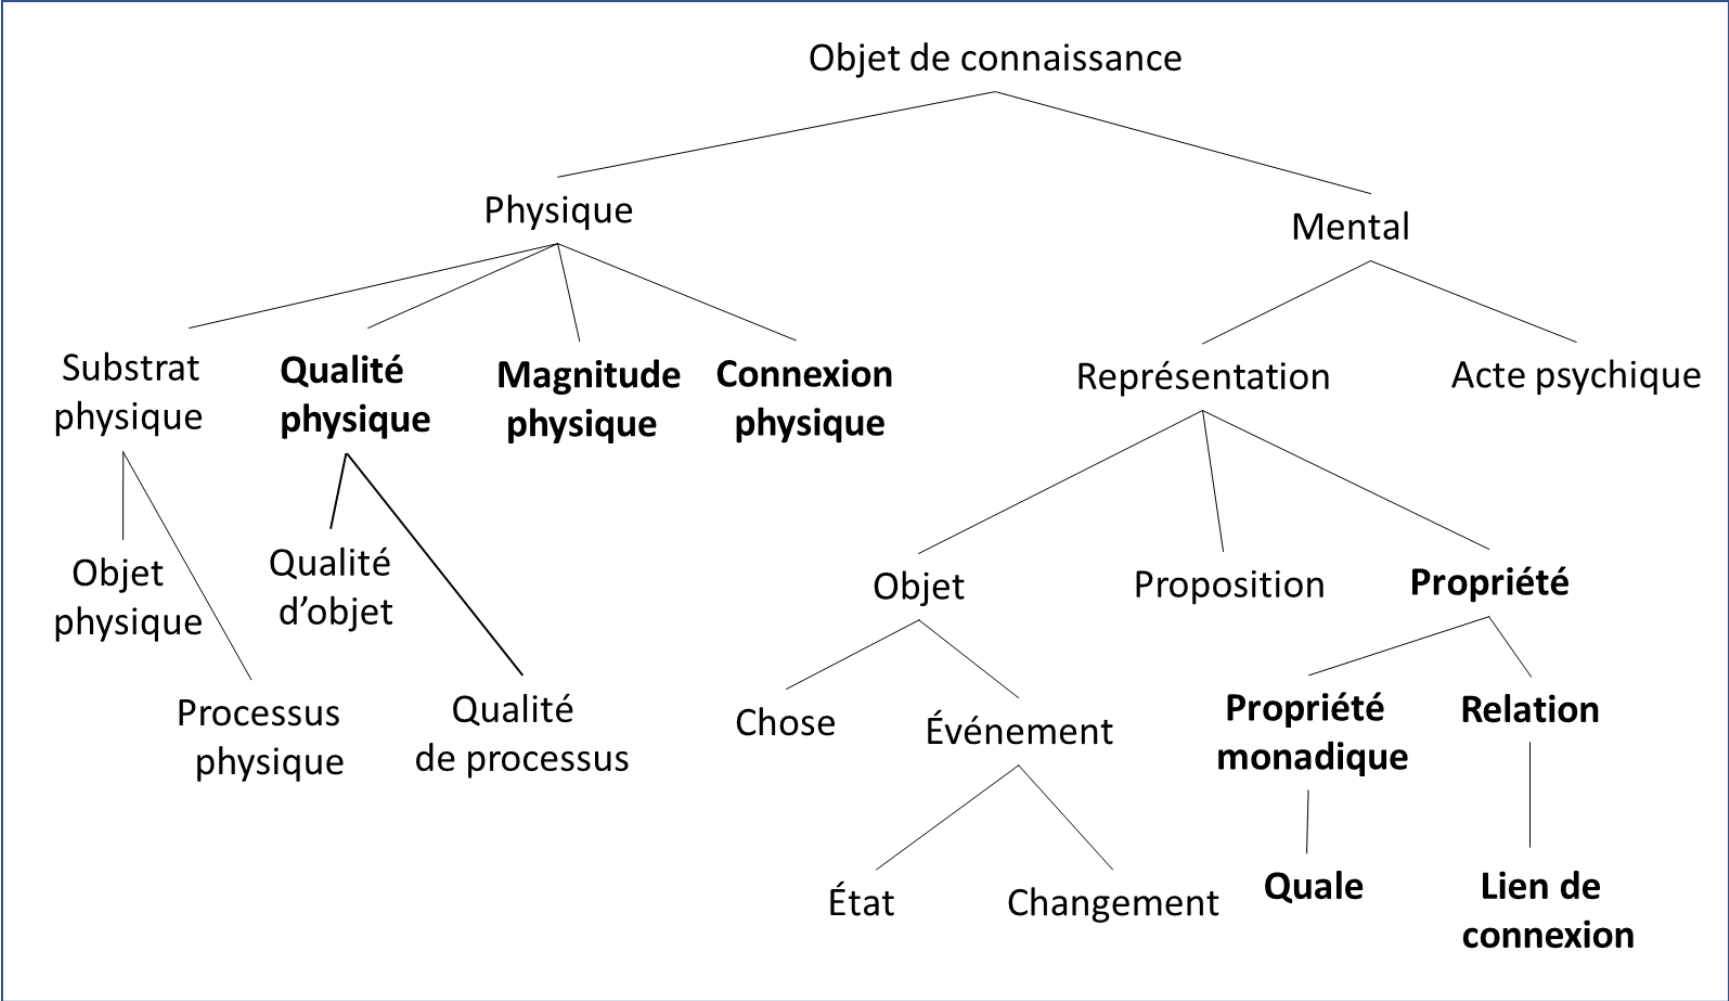 Objet de connaissance
Physique
Mental
Substrat
physique
Qualité
physique
Magnitude
physique
Connexion
physique
Représentation
Acte psychique
Objet
physique
Qualité
d’objet
Objet
Proposition
Propriété
Processus
physique
Qualité
de processus
Chose
Événement
Propriété
monadique
Relation
État
Changement
Quale
Lien de
connexion